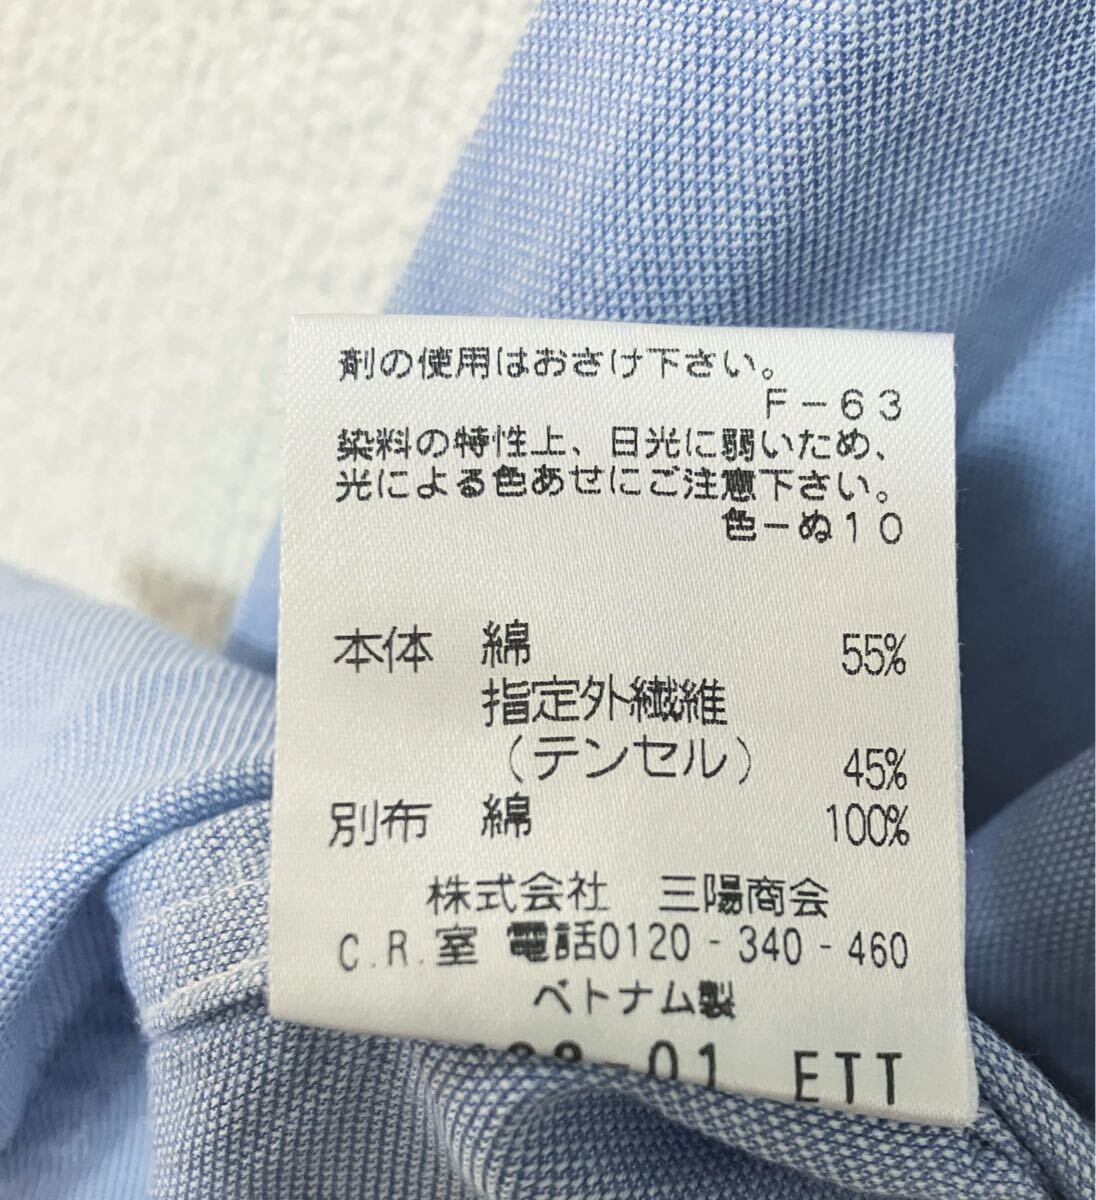 剤の使用はおさけ下さい。
F-63
染料の特性上、日光に弱いため、
光による色あせにご注意下さい。
色-ぬ10
本体 綿 55%
指定外繊維
(テンセル) 45%
別布 綿 100%
株式会社 三陽商会
C.R.室 電話0120-340-460
ベトナム製
-01 ETT